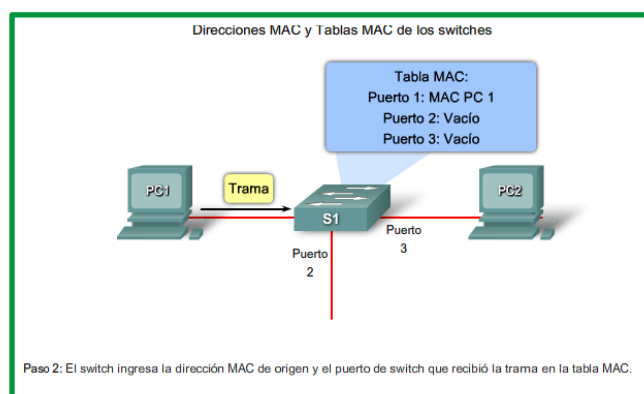 Direcciones MAC y Tablas MAC de los switches
Tabla MAC:
Puerto 1: MAC PC 1
Puerto 2: Vacío
Puerto 3: Vacío
PC1
Trama
S1
PC2
Puerto
2
Puerto
3
Paso 2: El switch ingresa la dirección MAC de origen y el puerto de switch que recibió la trama en la tabla MAC.